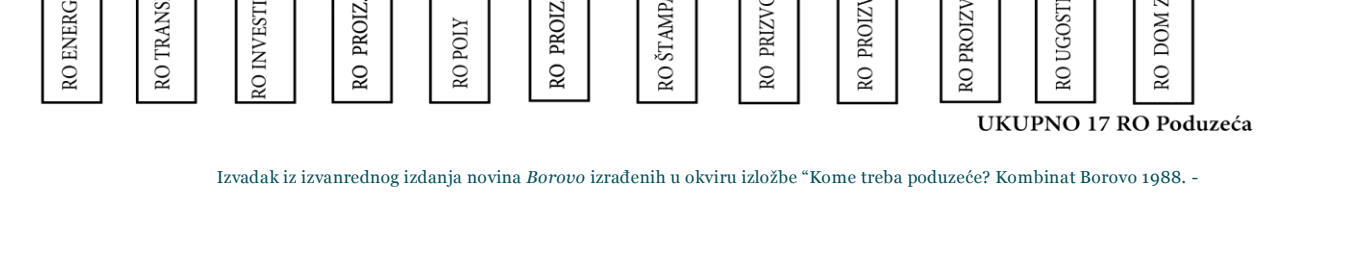 RO ENERG
RO TRANS
RO INVESTI
RO PROIZ
RO POLY
RO PROIZ
RO ŠTAMPA
RO PRIZVO
RO PROIZV
RO PROIZV
RO UGOSTI
RO DOM Z
UKUPNO 17 RO Poduzeća
Izvadak iz izvanrednog izdanja novina Borovo izrađenih u okviru izložbe “Kome treba poduzeće? Kombinat Borovo 1988. -